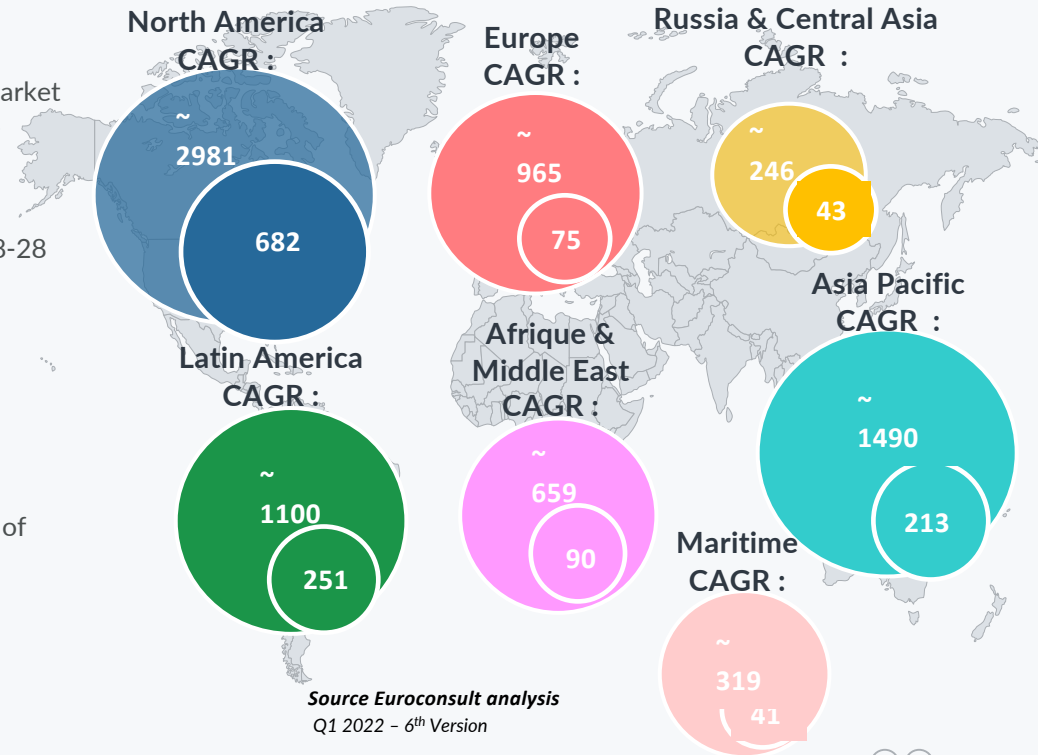 North America
CAGR :
~
2981
682
Europe
CAGR :
~
965
75
Russia & Central Asia
CAGR :
~
246
43
arket
3-28
of
Latin America
CAGR :
~
1100
251
Afrique &
Middle East
CAGR :
~
659
90
Asia Pacific
CAGR :
~
1490
213
Maritime
CAGR :
~
319
41
Source Euroconsult analysis
Q1 2022 – 6th Version